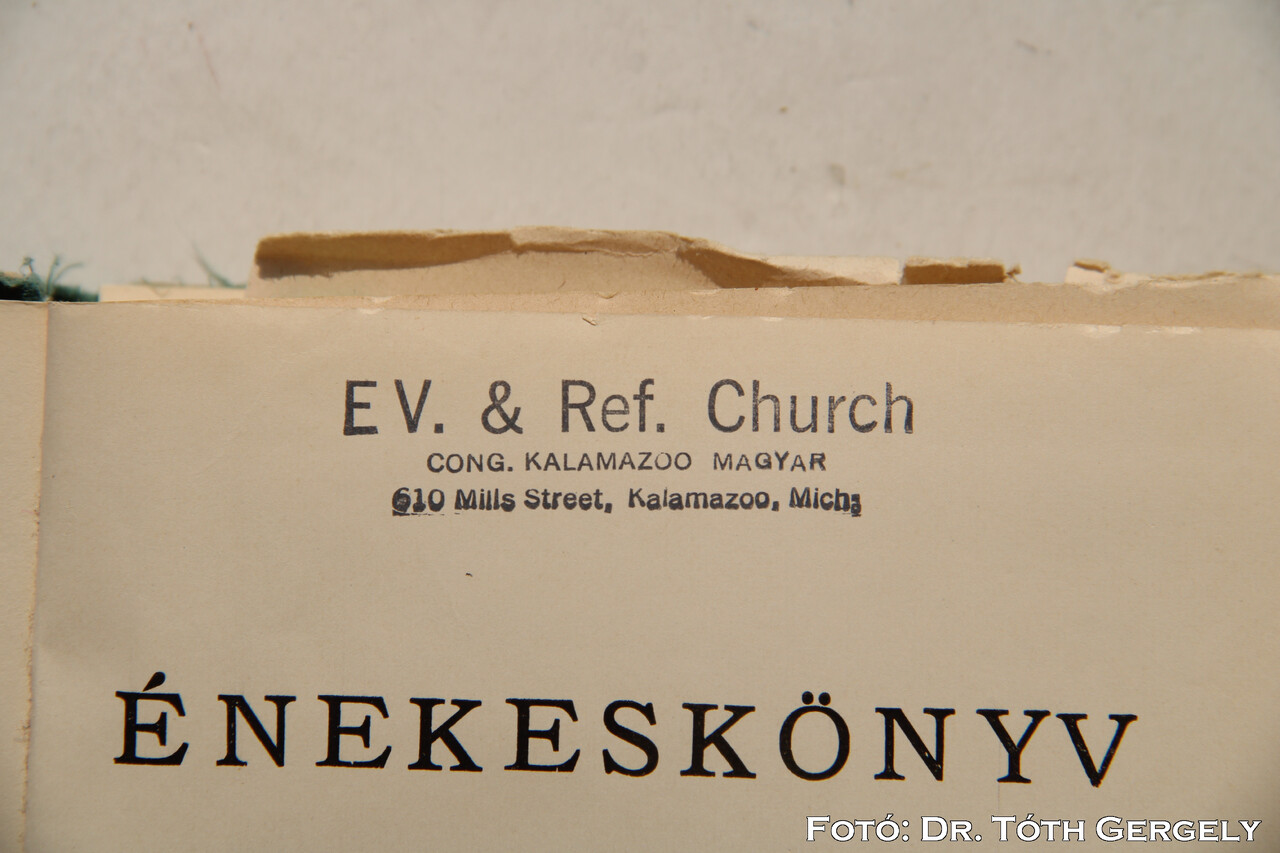 EV. & Ref. Church
CONG. KALAMAZOO MAGYAR
610 Mills Street, Kalamazoo, Mich.
ÉNEKESKÖNYV
FOTÓ: DR. TÓTH GERGELY